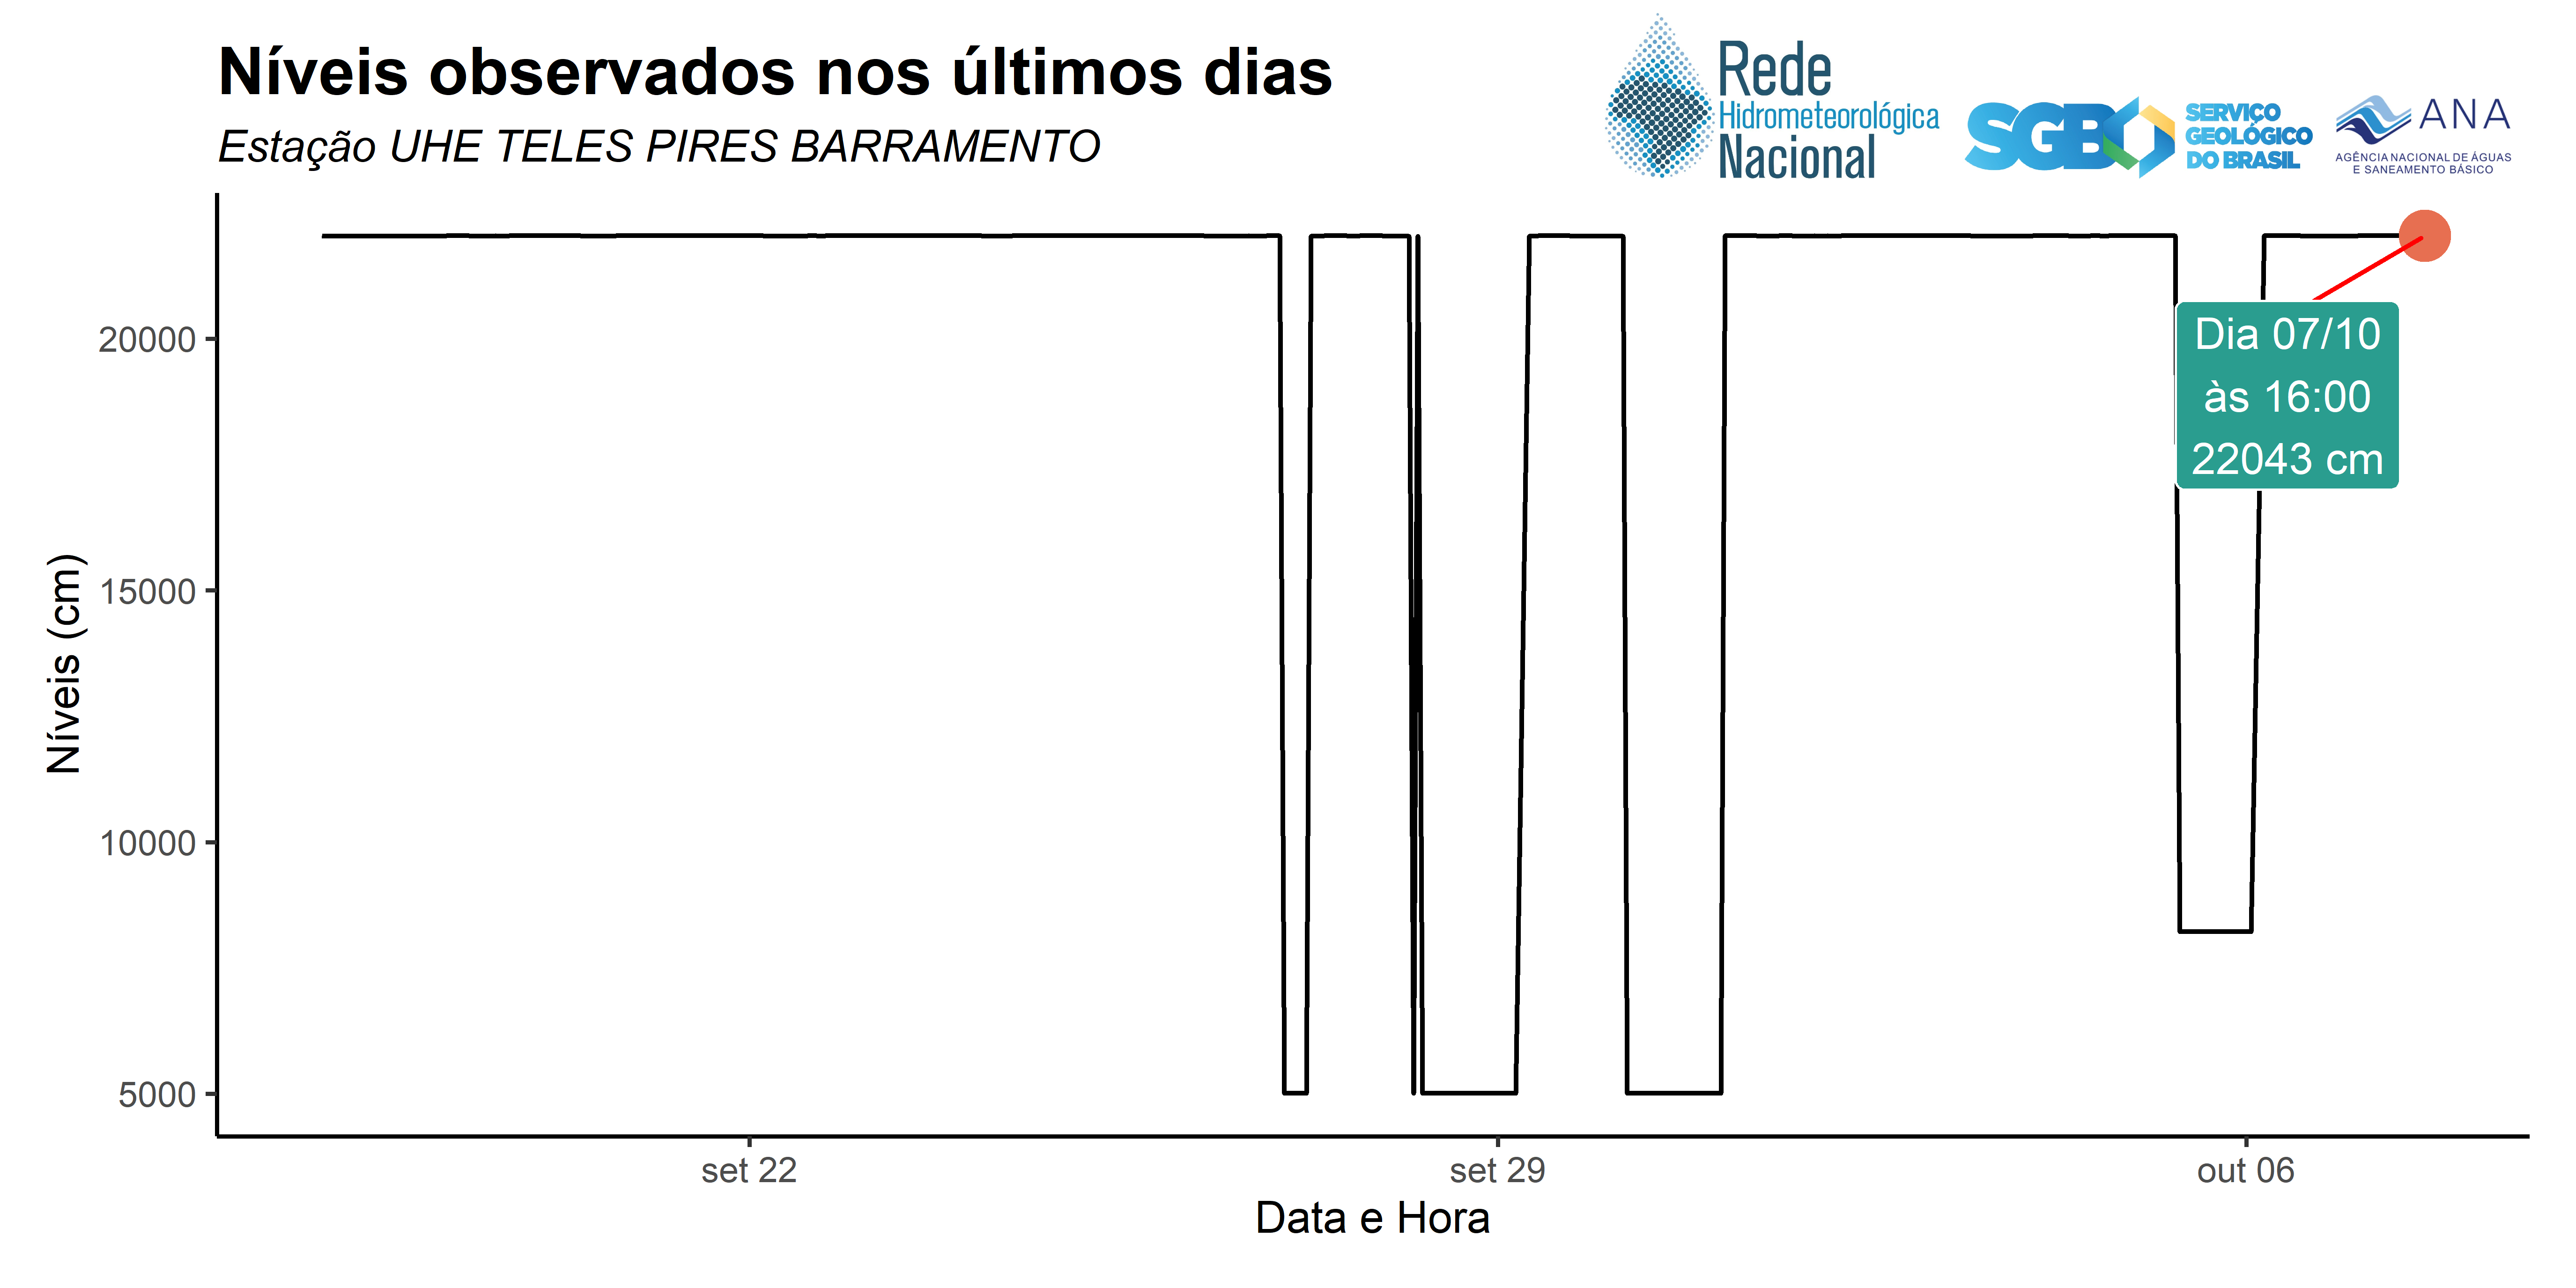 Níveis observados nos últimos dias
Estação UHE TELES PIRES BARRAMENTO
Rede
Hidrometeorológica
Nacional
SGB
SERVIÇO
GEOLÓGICO
DO BRASIL
ANA
AGÊNCIA NACIONAL DE ÁGUAS
E SANEAMENTO BÁSICO
Níveis (cm)
20000
15000
10000
5000
Dia 07/10
às 16:00
22043 cm
set 22
set 29
out 06
Data e Hora